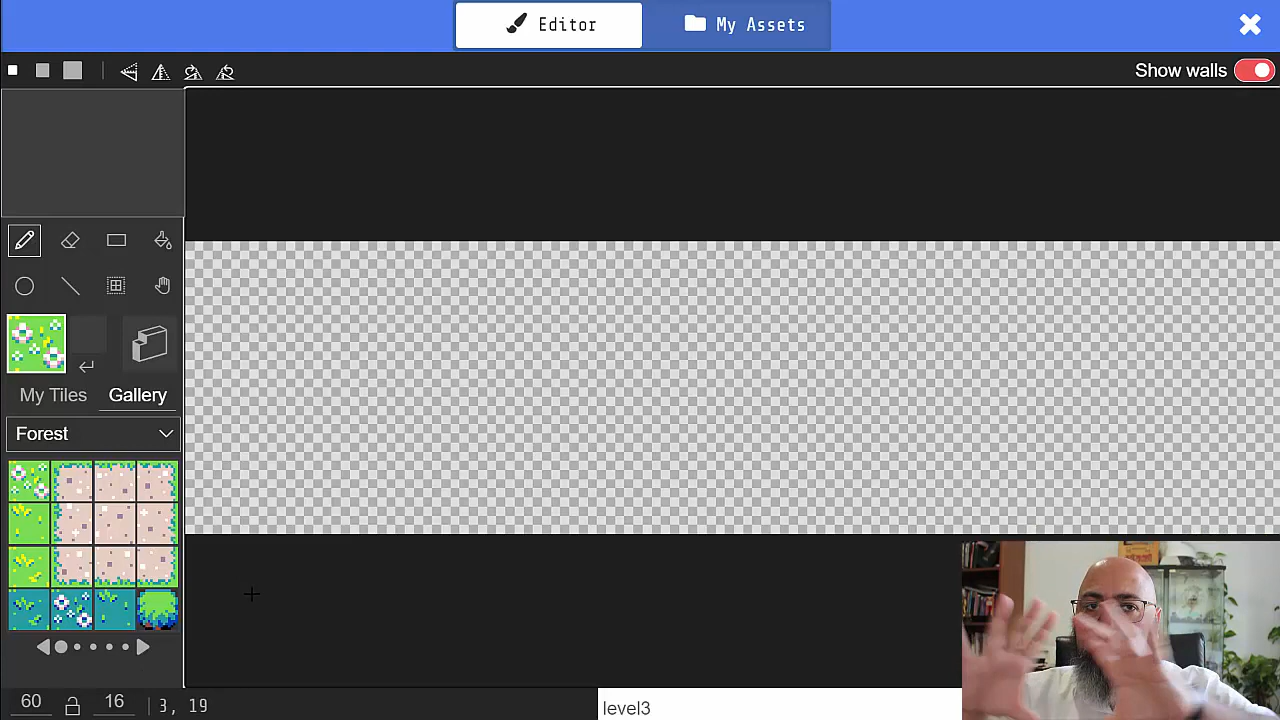 Editor
My Assets
Show walls
My Tiles
Gallery
Forest
60
16
3, 19
level3